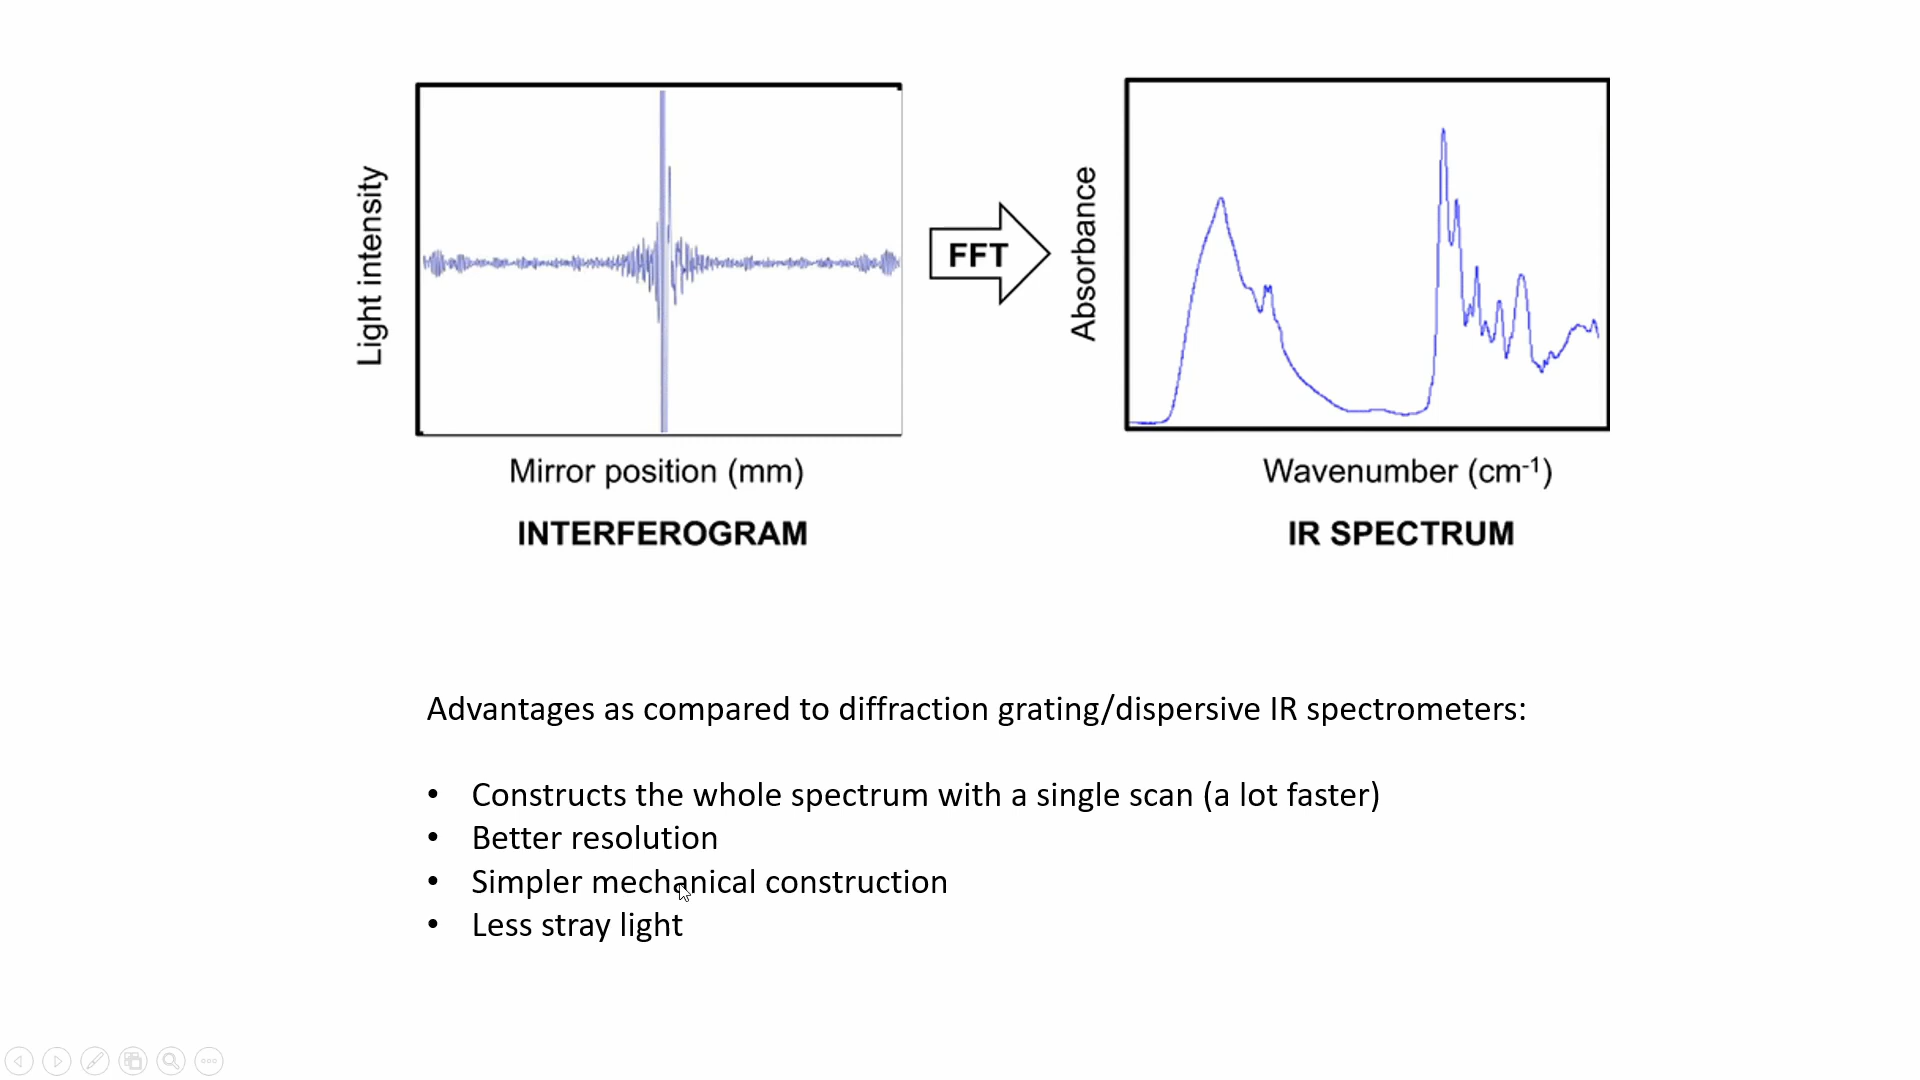 Light intensity
FFT
Absorbance
Mirror position (mm)
Wavenumber (cm⁻¹)
INTERFEROGRAM
IR SPECTRUM
Advantages as compared to diffraction grating/dispersive IR spectrometers:
• Constructs the whole spectrum with a single scan (a lot faster)
• Better resolution
• Simpler mechanical construction
• Less stray light